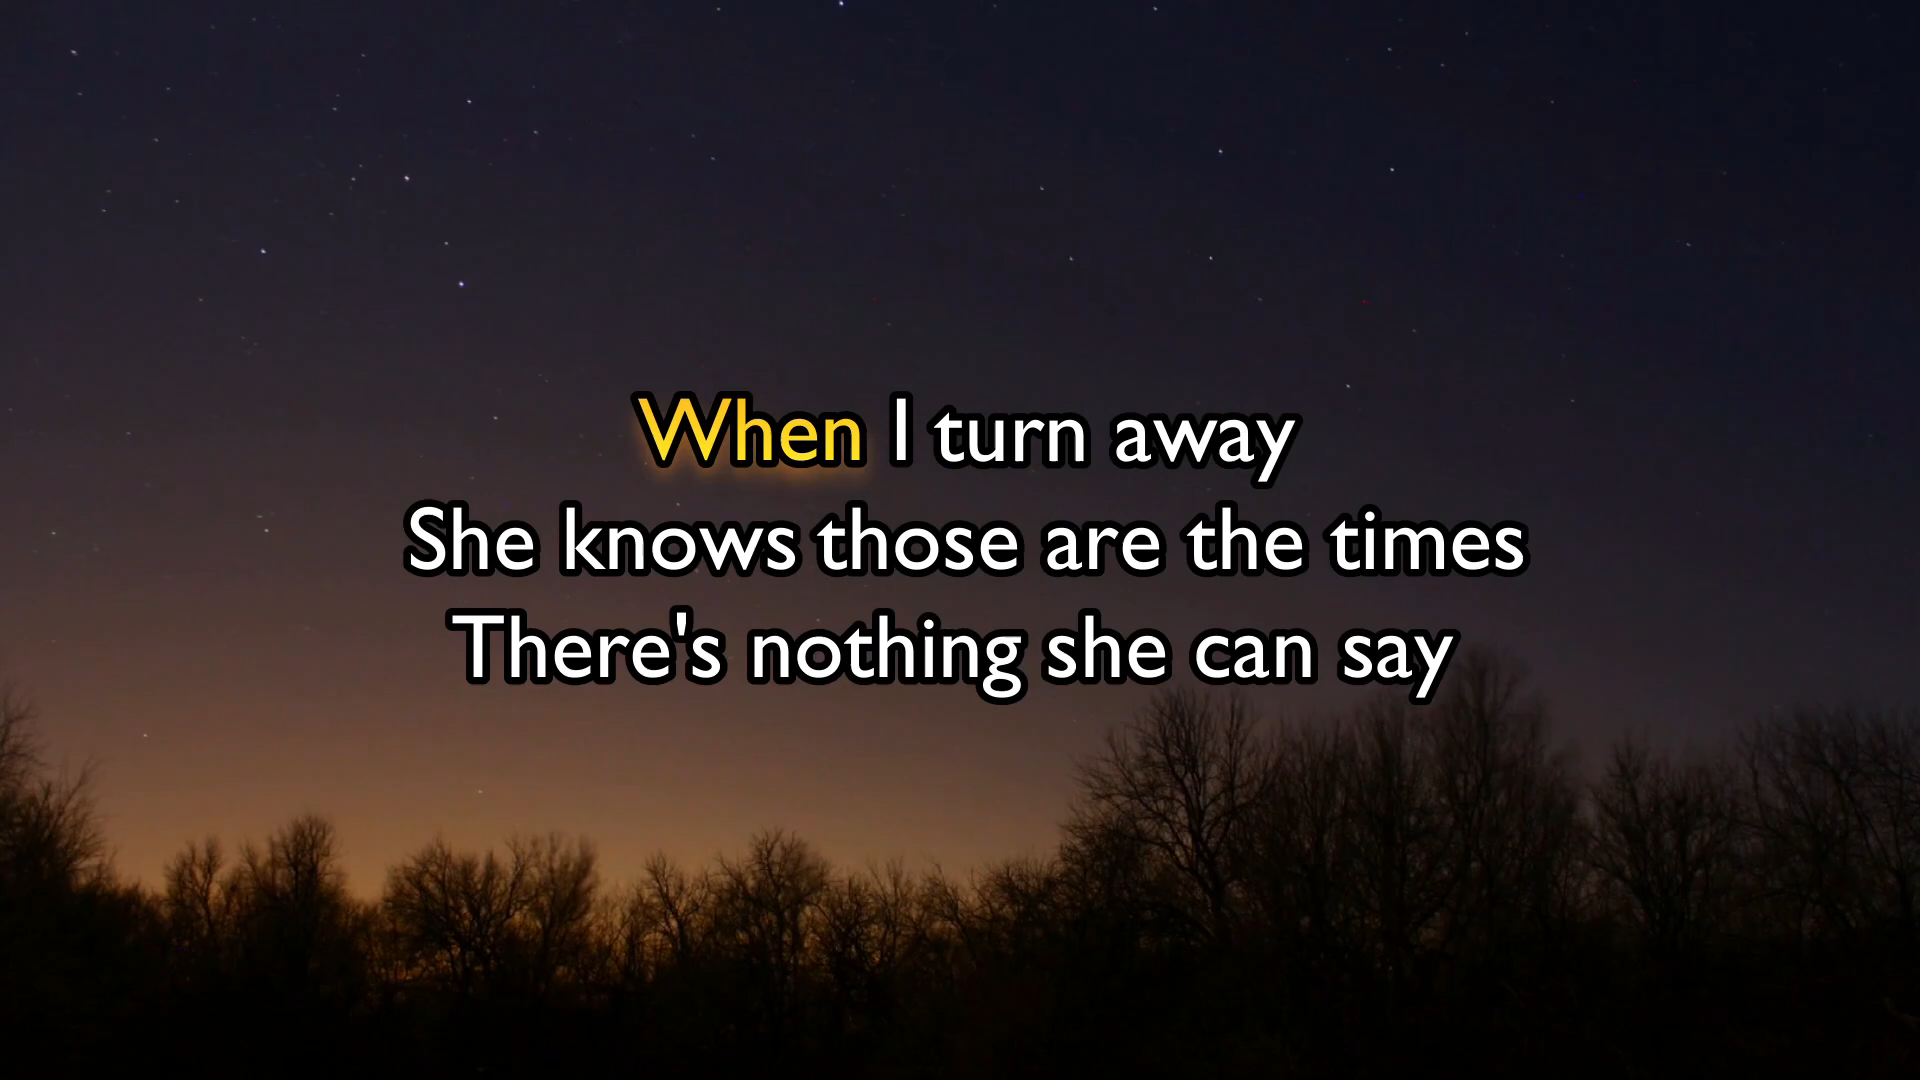 When I turn away
She knows those are the times
There's nothing she can say